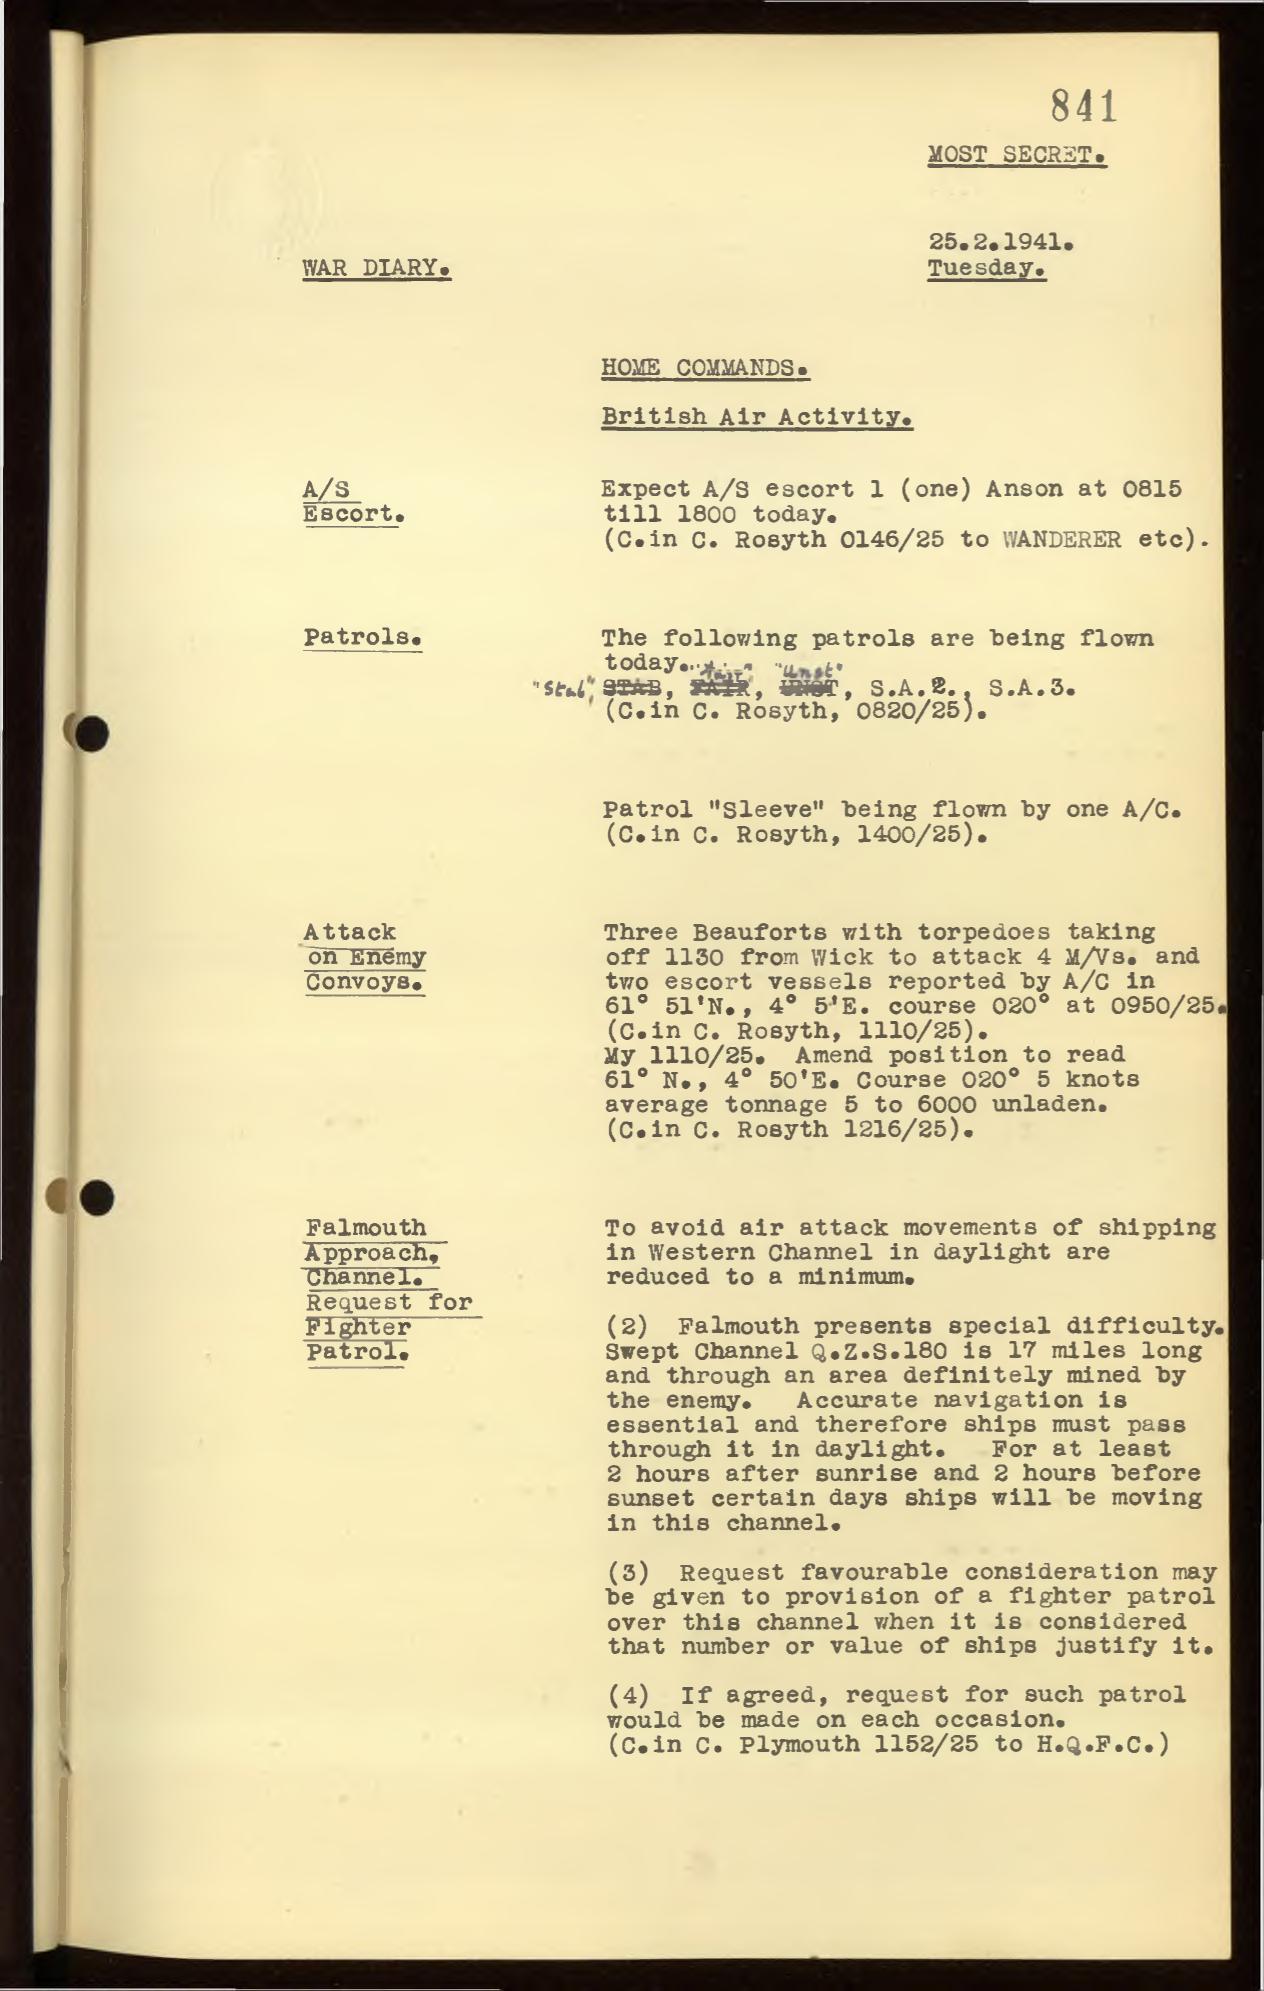 841
MOST SECRET.
25.2.1941.
WAR DIARY.
Tuesday.
HOME COMMANDS.
British Air Activity.
A/S
Escort.
Expect A/S escort 1 (one) Anson at 0815
till 1800 today.
(C.in C. Rosyth 0146/25 to WANDERER etc).
Patrols.
The following patrols are being flown
today. "Fair", "Unst"
"Stab", STAB, FAIR, UNST, S.A.2., S.A.3.
(C.in C. Rosyth, 0820/25).
Patrol "Sleeve" being flown by one A/C.
(C.in C. Rosyth, 1400/25).
Attack
on Enemy
Convoys.
Three Beauforts with torpedoes taking
off 1130 from Wick to attack 4 M/Vs. and
two escort vessels reported by A/C in
61° 51'N., 4° 5'E. course 020° at 0950/25.
(C.in C. Rosyth, 1110/25).
My 1110/25. Amend position to read
61° N., 4° 50'E. Course 020° 5 knots
average tonnage 5 to 6000 unladen.
(C.in C. Rosyth 1216/25).
Falmouth
Approach,
Channel.
Request for
Fighter
Patrol.
To avoid air attack movements of shipping
in Western Channel in daylight are
reduced to a minimum.
(2) Falmouth presents special difficulty.
Swept Channel Q.Z.S.180 is 17 miles long
and through an area definitely mined by
the enemy. Accurate navigation is
essential and therefore ships must pass
through it in daylight. For at least
2 hours after sunrise and 2 hours before
sunset certain days ships will be moving
in this channel.
(3) Request favourable consideration may
be given to provision of a fighter patrol
over this channel when it is considered
that number or value of ships justify it.
(4) If agreed, request for such patrol
would be made on each occasion.
(C.in C. Plymouth 1152/25 to H.Q.F.C.)